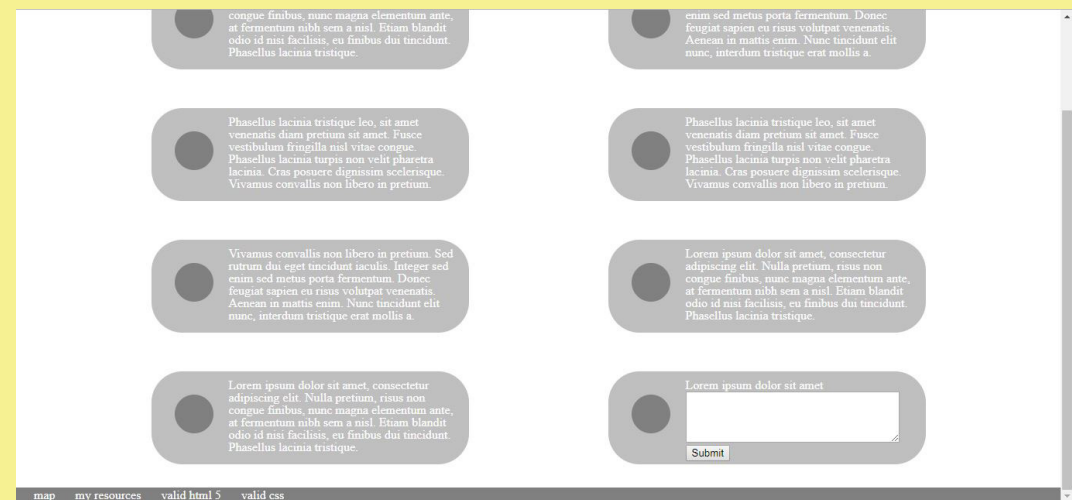 congue finibus, nunc magna elementum ante,
at fermentum nibh sem a nisl. Etiam blandit
odio id nisi facilisis, eu finibus dui tincidunt.
Phasellus lacinia tristique.
enim sed metus porta fermentum. Donec
feugiat sapien eu risus volutpat venenatis.
Aenean in mattis enim. Nunc tincidunt elit
nunc, interdum tristique erat mollis a.
Phasellus lacinia tristique leo, sit amet
venenatis diam pretium sit amet. Fusce
vestibulum fringilla nisl vitae congue.
Phasellus lacinia turpis non velit pharetra
lacinia. Cras posuere dignissim scelerisque.
Vivamus convallis non libero in pretium.
Phasellus lacinia tristique leo, sit amet
venenatis diam pretium sit amet. Fusce
vestibulum fringilla nisl vitae congue.
Phasellus lacinia turpis non velit pharetra
lacinia. Cras posuere dignissim scelerisque.
Vivamus convallis non libero in pretium.
Vivamus convallis non libero in pretium. Sed
rutrum dui eget tincidunt iaculis. Integer sed
enim sed metus porta fermentum. Donec
feugiat sapien eu risus volutpat venenatis.
Aenean in mattis enim. Nunc tincidunt elit
nunc, interdum tristique erat mollis a.
Lorem ipsum dolor sit amet, consectetur
adipiscing elit. Nulla pretium, risus non
congue finibus, nunc magna elementum ante,
at fermentum nibh sem a nisl. Etiam blandit
odio id nisi facilisis, eu finibus dui tincidunt.
Phasellus lacinia tristique.
Lorem ipsum dolor sit amet, consectetur
adipiscing elit. Nulla pretium, risus non
congue finibus, nunc magna elementum ante,
at fermentum nibh sem a nisl. Etiam blandit
odio id nisi facilisis, eu finibus dui tincidunt.
Phasellus lacinia tristique.
Lorem ipsum dolor sit amet
Submit
map my resources valid html 5 valid css